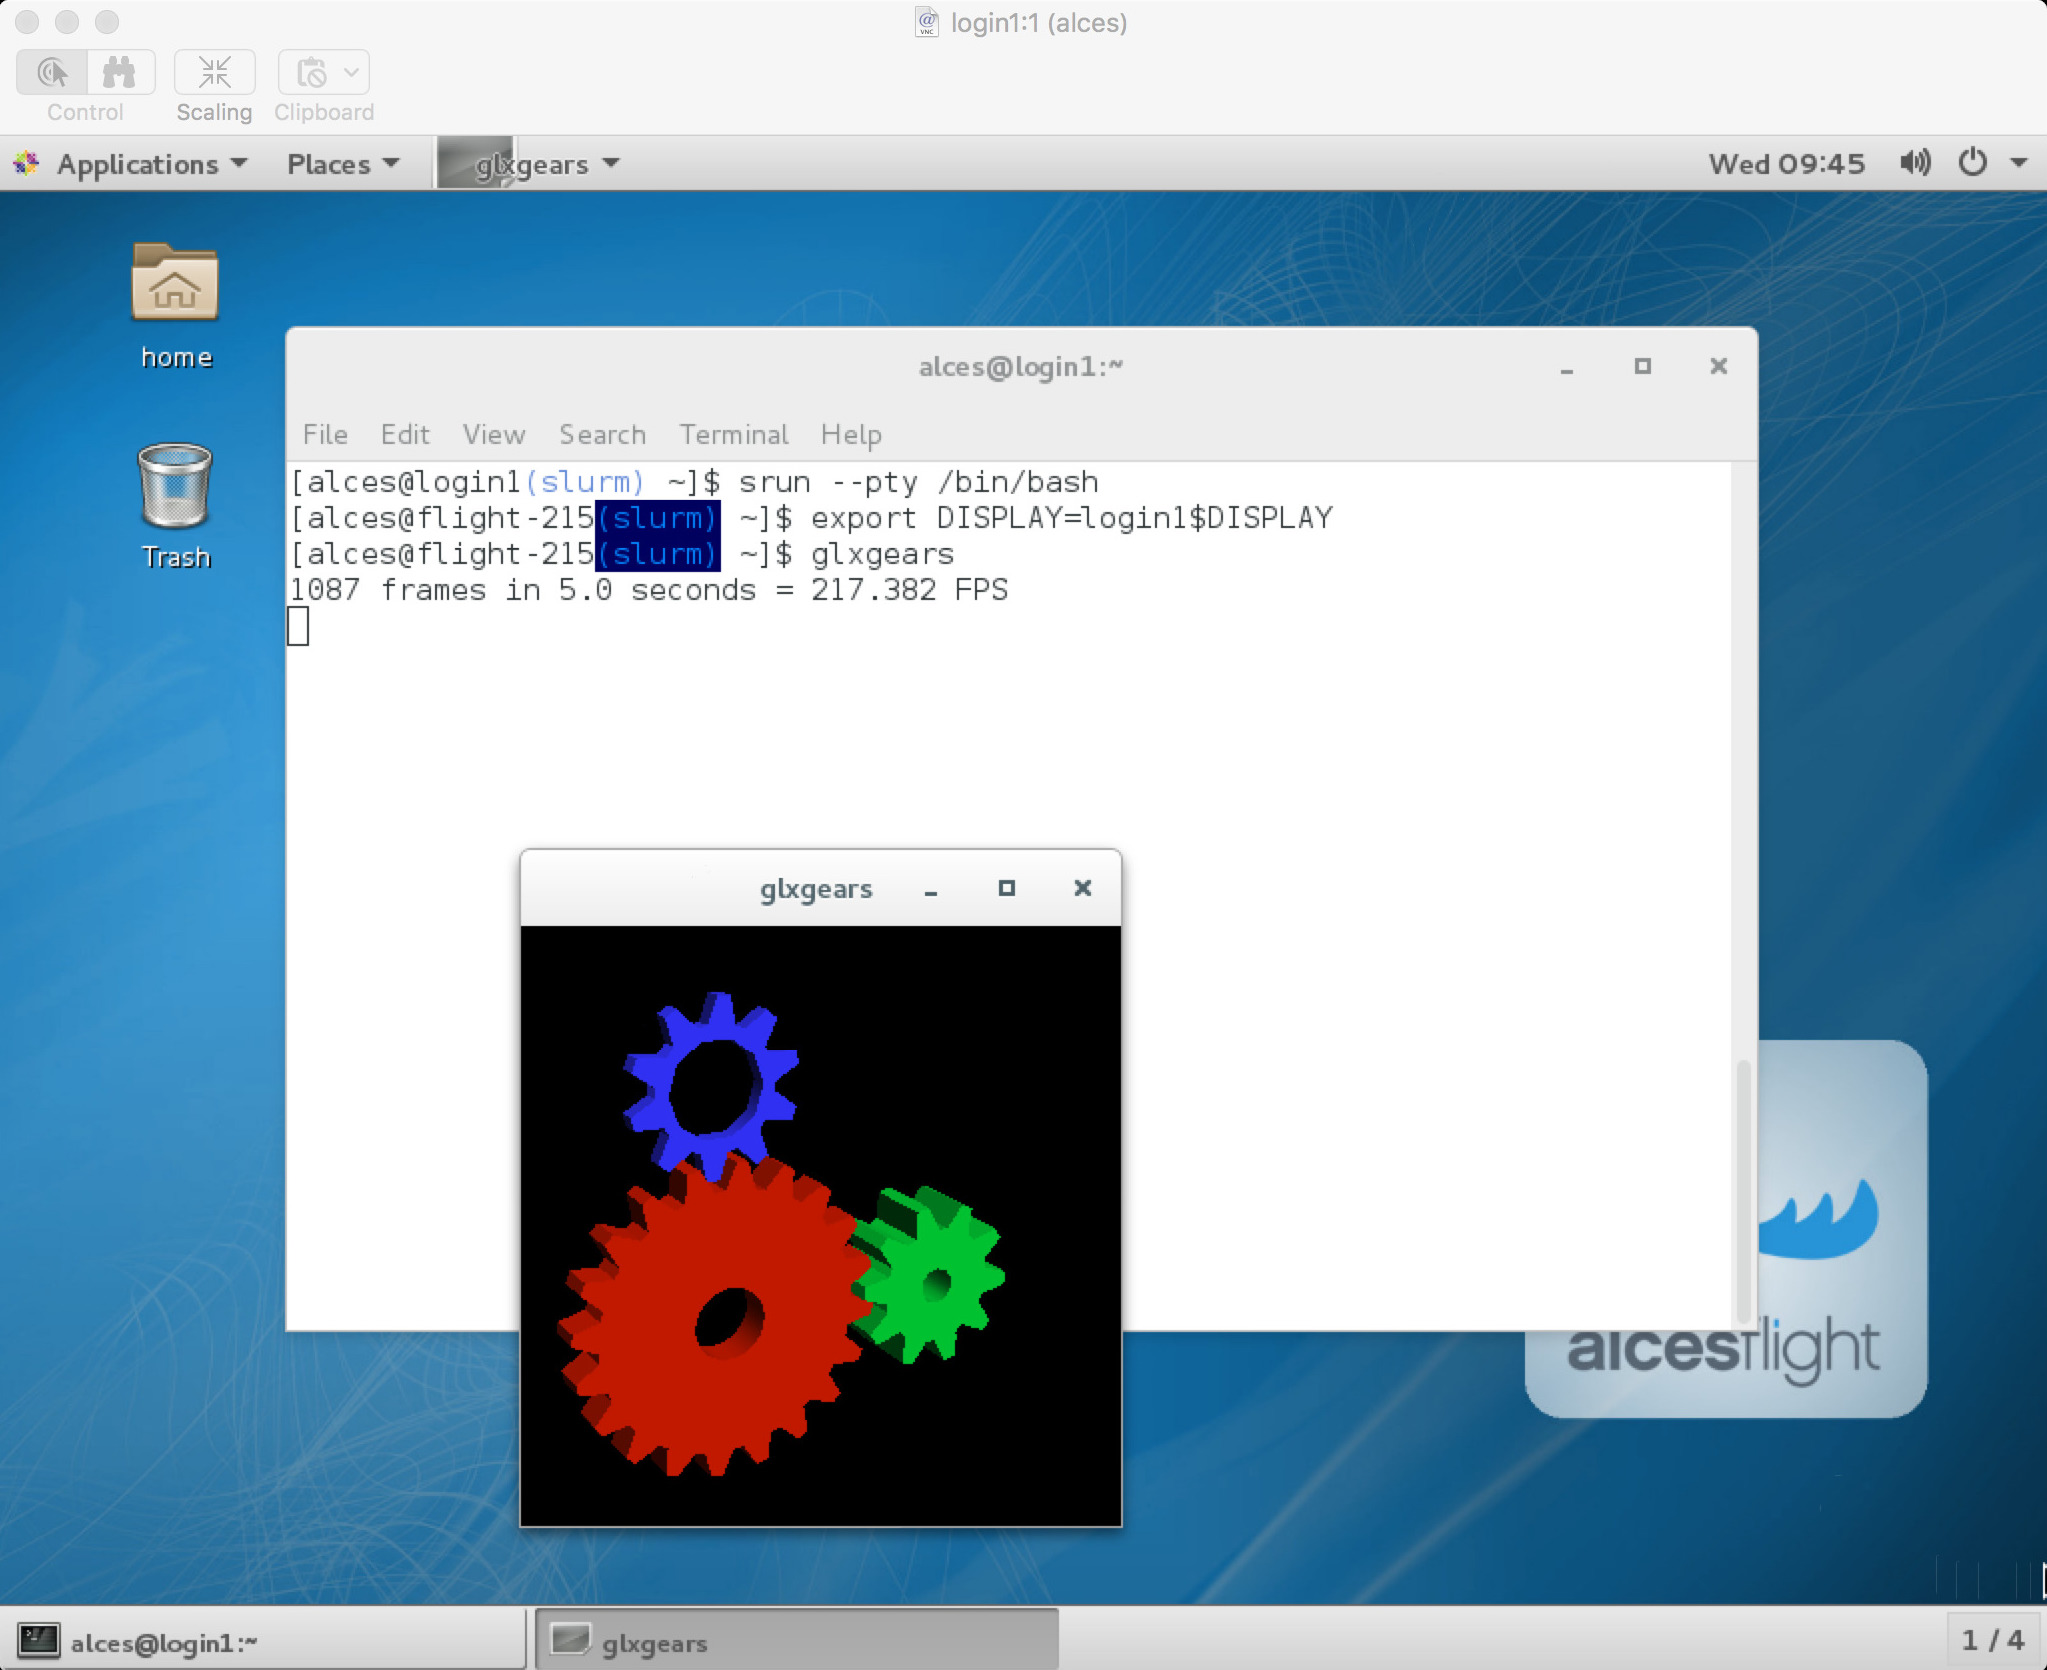 login1:1 (alces)
Control
Scaling
Clipboard
Applications
Places
glxgears
Wed 09:45
home
Trash
alces@login1:~
File Edit View Search Terminal Help
[alces@login1(slurm) ~]$ srun --pty /bin/bash
[alces@flight-215(slurm) ~]$ export DISPLAY=login1$DISPLAY
[alces@flight-215(slurm) ~]$ glxgears
1087 frames in 5.0 seconds = 217.382 FPS
glxgears
alcesflight
alces@login1:~
glxgears
1 / 4